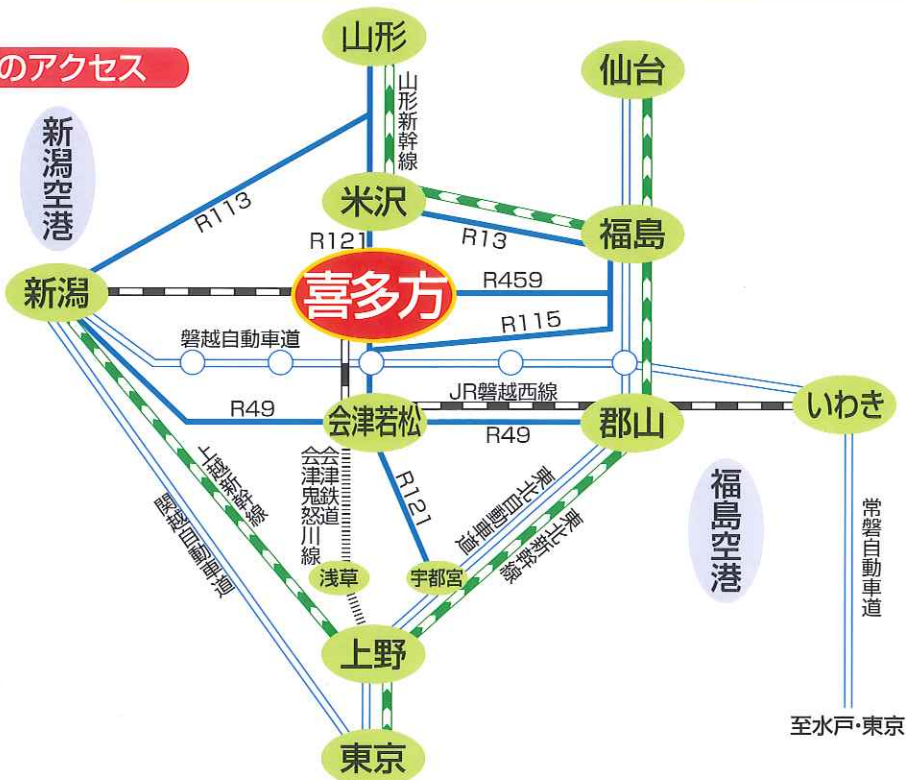 のアクセス
山形
仙台
新潟空港
山形新幹線
R113
米沢
R13
福島
R121
新潟
喜多方
R459
R115
磐越自動車道
JR磐越西線
いわき
R49
会津若松
R49
郡山
上越新幹線
関越自動車道
会津鉄道
会津鬼怒川線
R121
東北自動車道
東北新幹線
福島空港
常磐自動車道
浅草
宇都宮
上野
至水戸・東京
東京